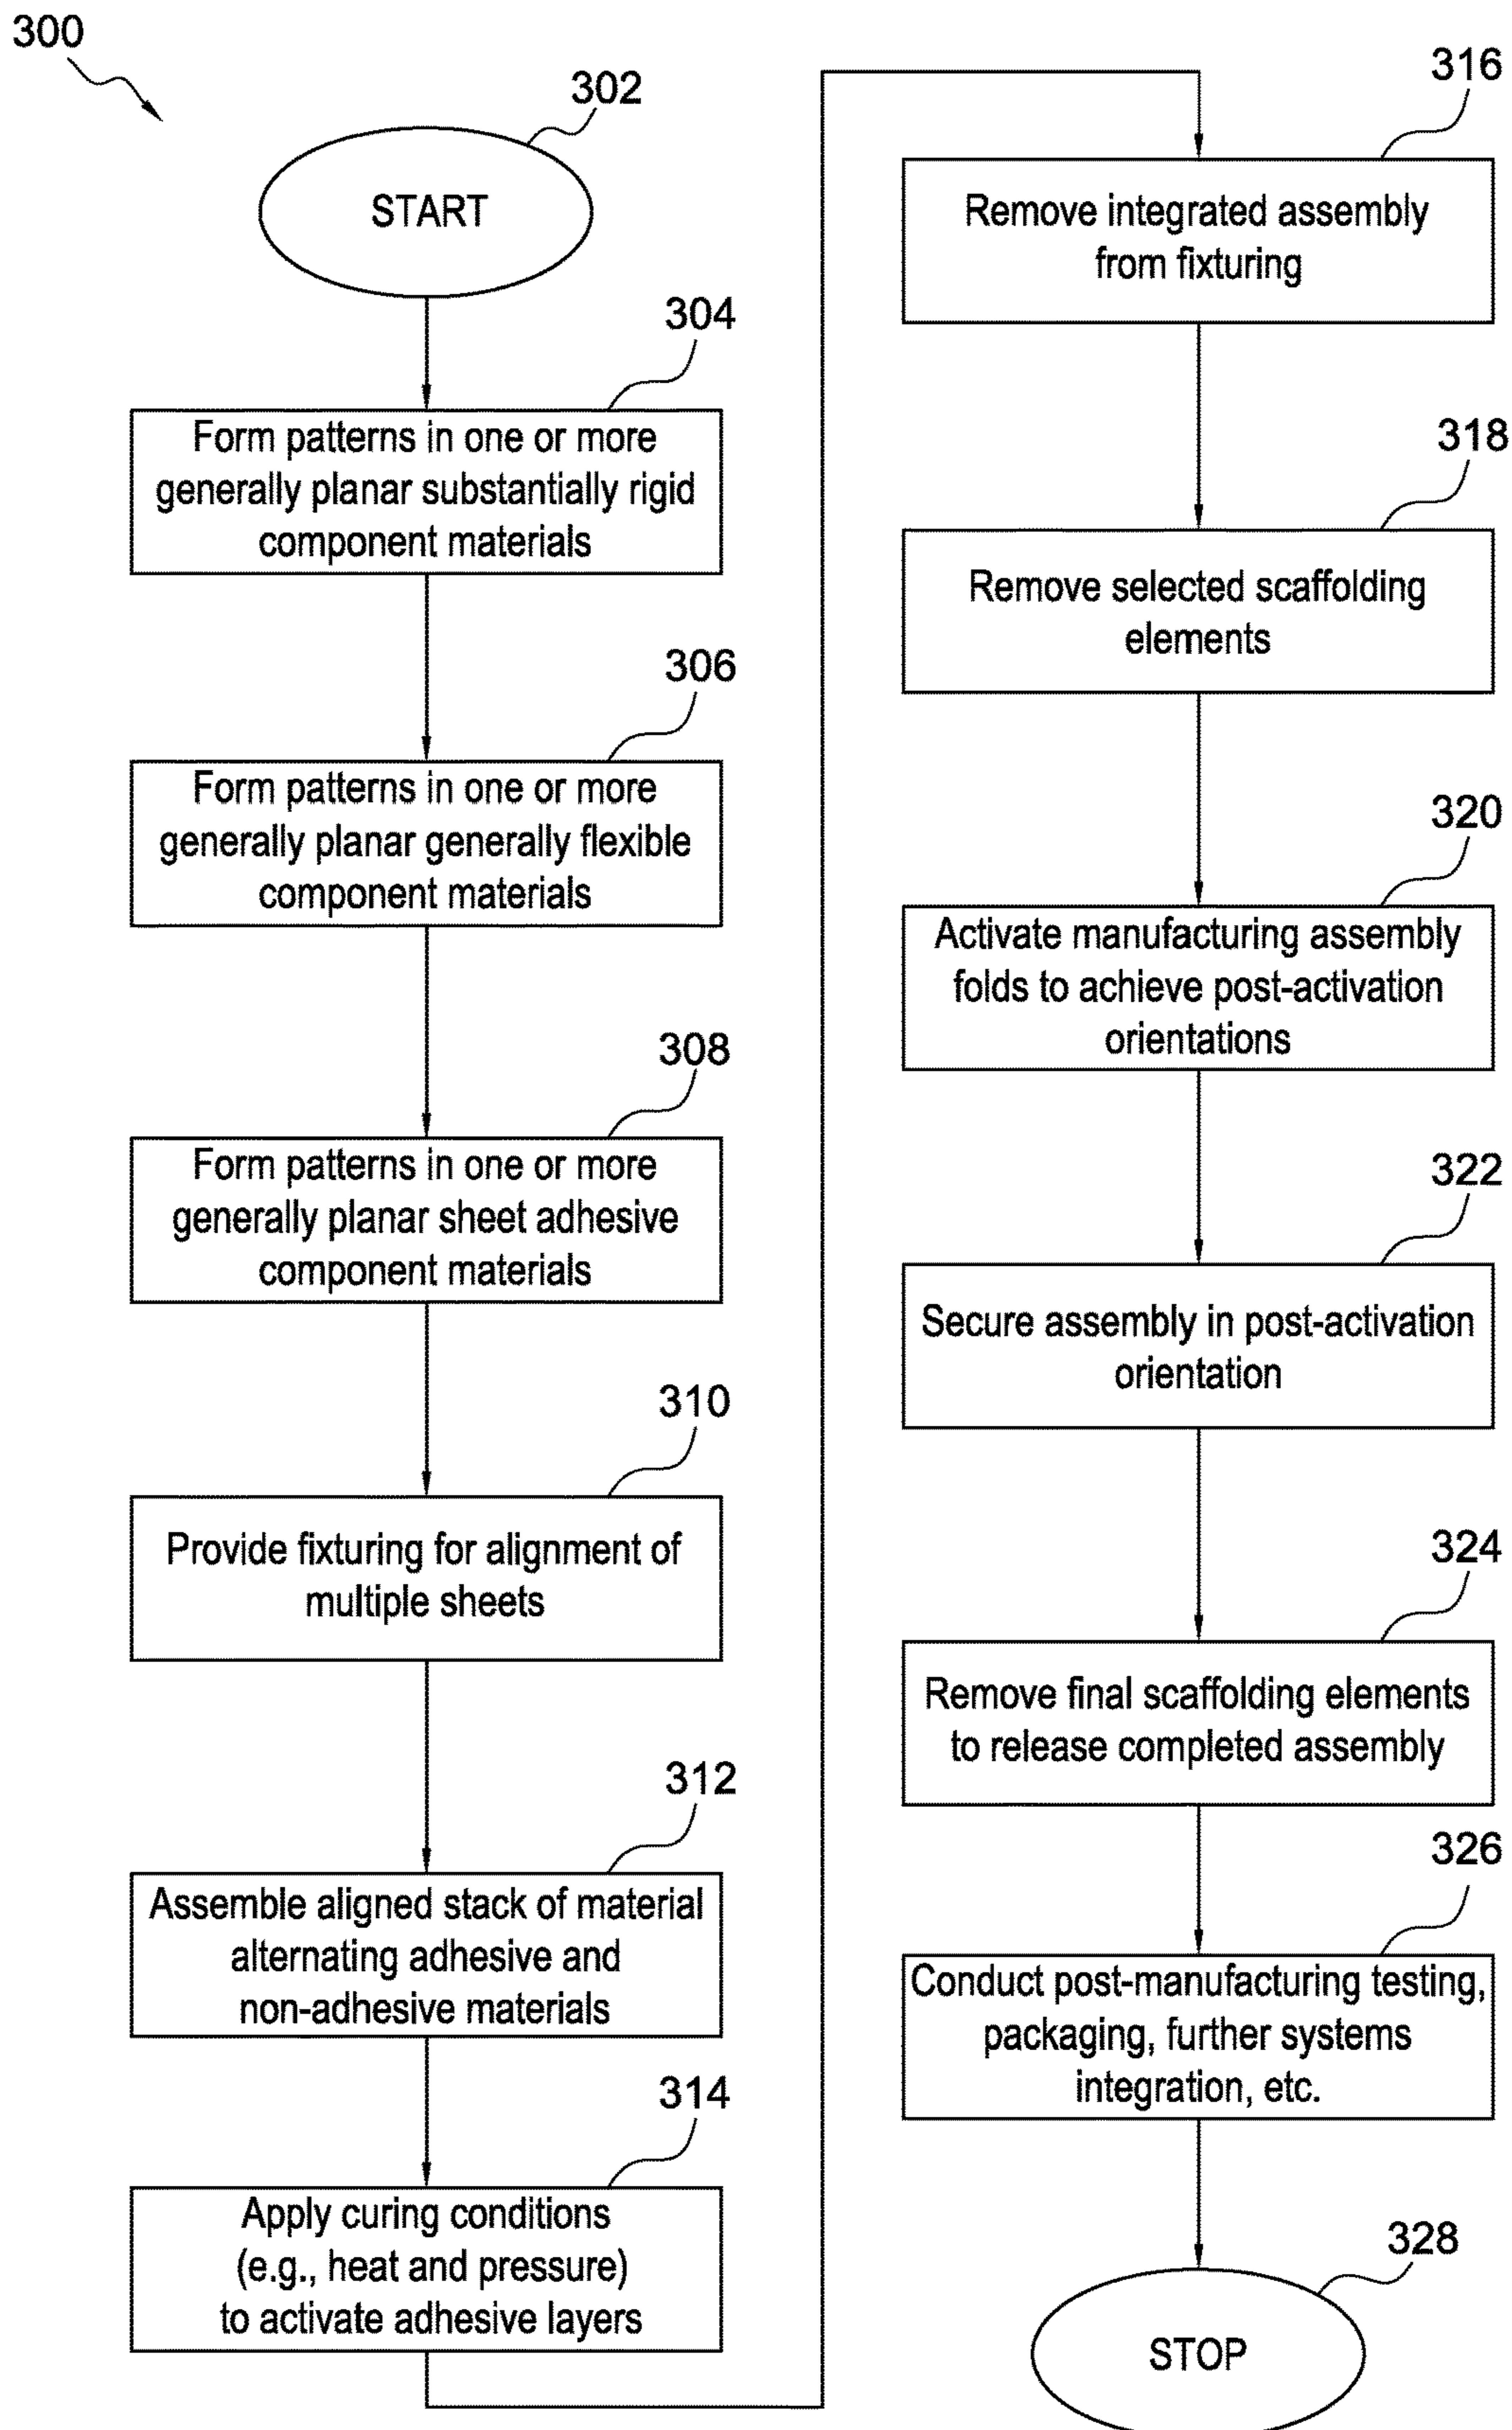 300
302
START
304
Form patterns in one or more
generally planar substantially rigid
component materials
306
Form patterns in one or more
generally planar generally flexible
component materials
308
Form patterns in one or more
generally planar sheet adhesive
component materials
310
Provide fixturing for alignment of
multiple sheets
312
Assemble aligned stack of material
alternating adhesive and
non-adhesive materials
314
Apply curing conditions
(e.g., heat and pressure)
to activate adhesive layers
316
Remove integrated assembly
from fixturing
318
Remove selected scaffolding
elements
320
Activate manufacturing assembly
folds to achieve post-activation
orientations
322
Secure assembly in post-activation
orientation
324
Remove final scaffolding elements
to release completed assembly
326
Conduct post-manufacturing testing,
packaging, further systems
integration, etc.
328
STOP